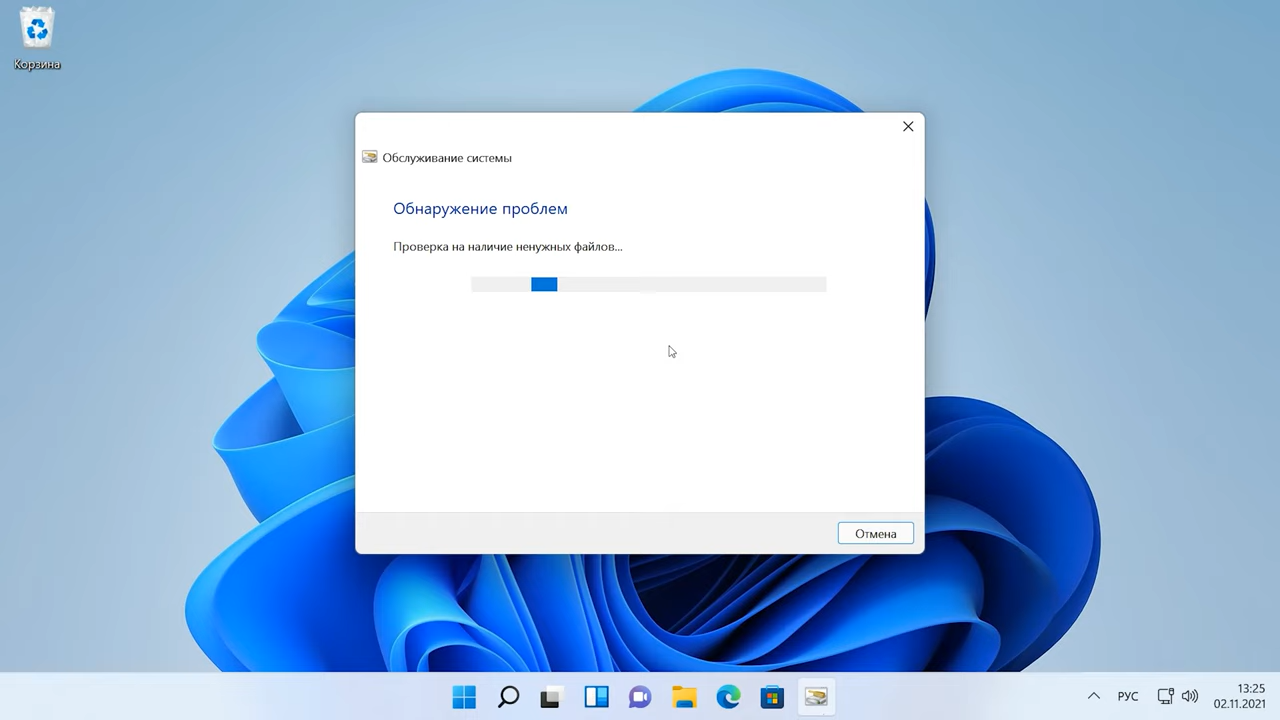 Корзина
Обслуживание системы
Обнаружение проблем
Проверка на наличие ненужных файлов...
Отмена
РУС
13:25
02.11.2021